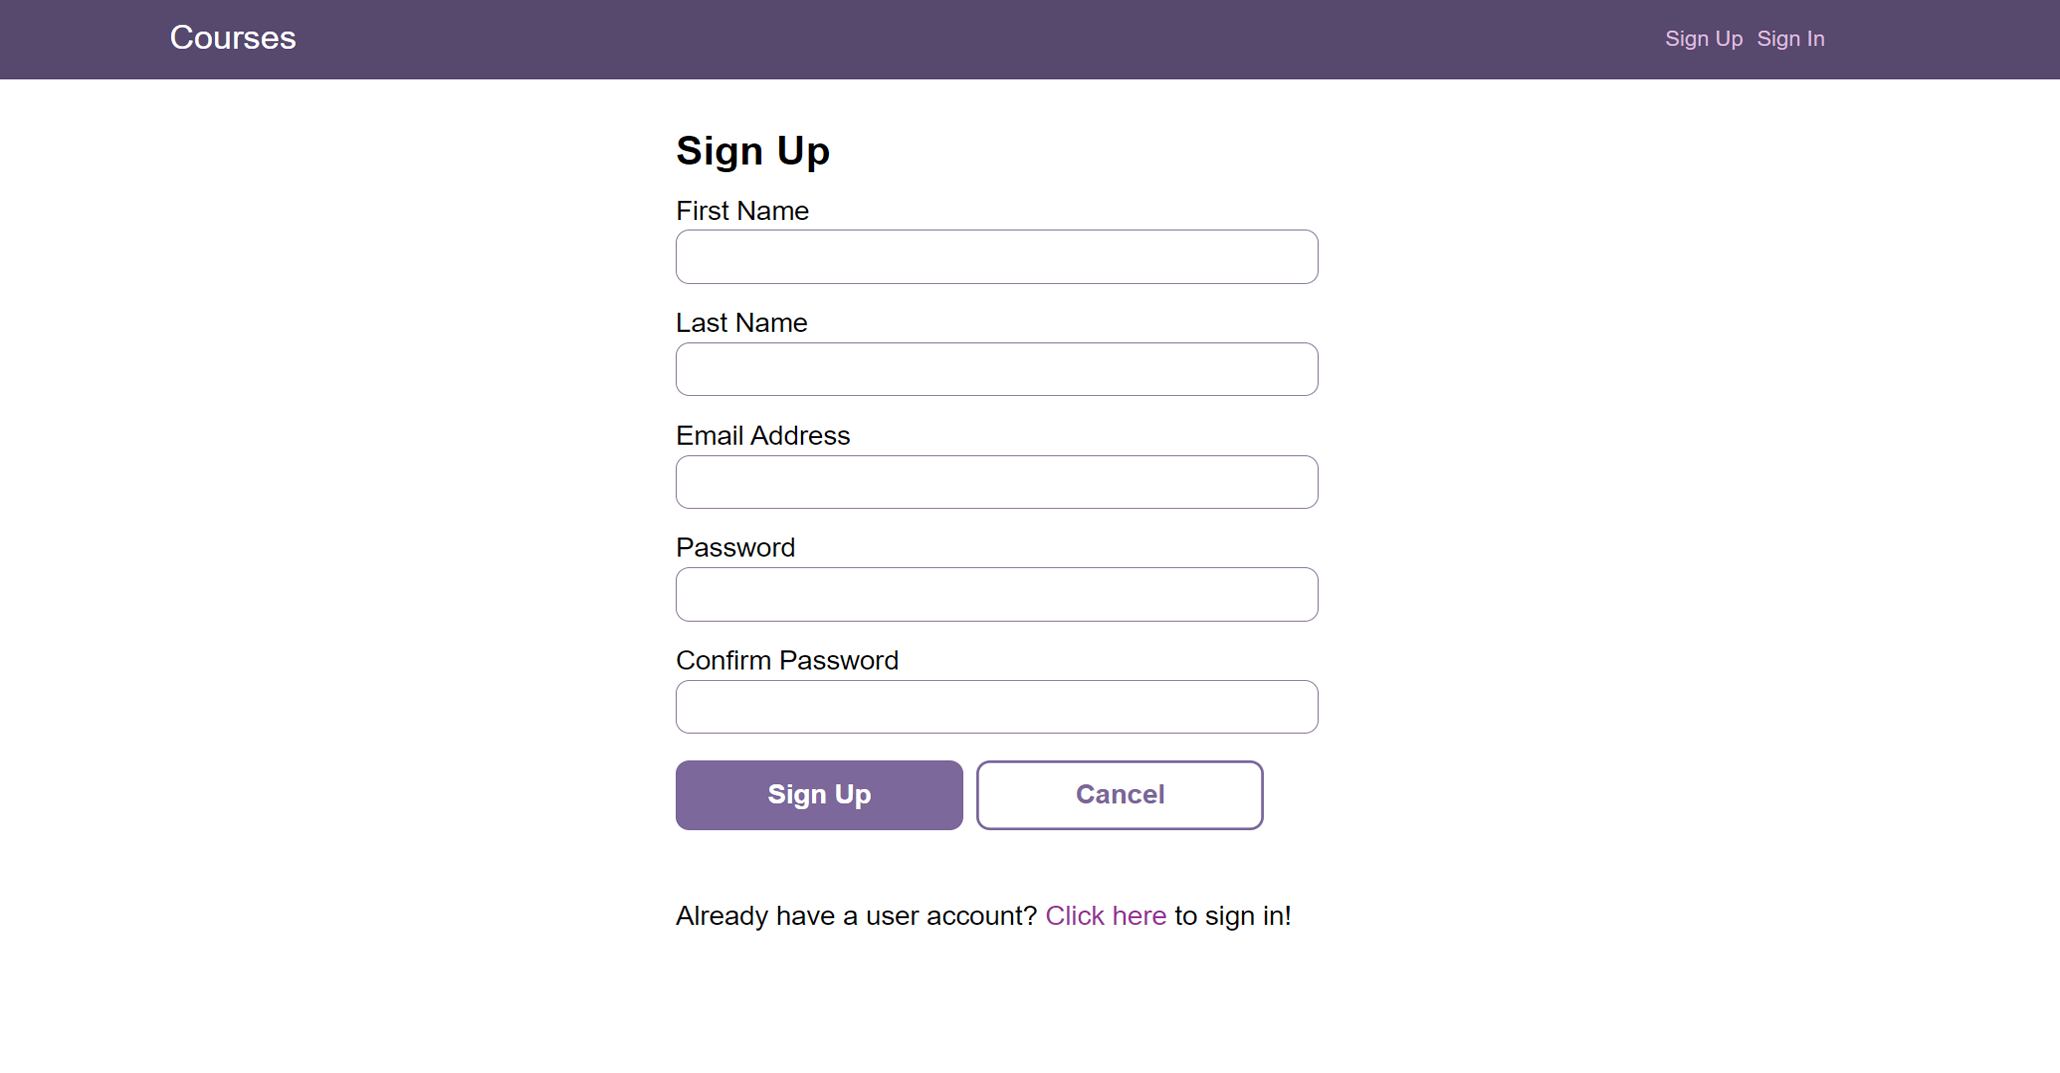 Courses
Sign Up Sign In
Sign Up
First Name
Last Name
Email Address
Password
Confirm Password
Sign Up
Cancel
Already have a user account? Click here to sign in!